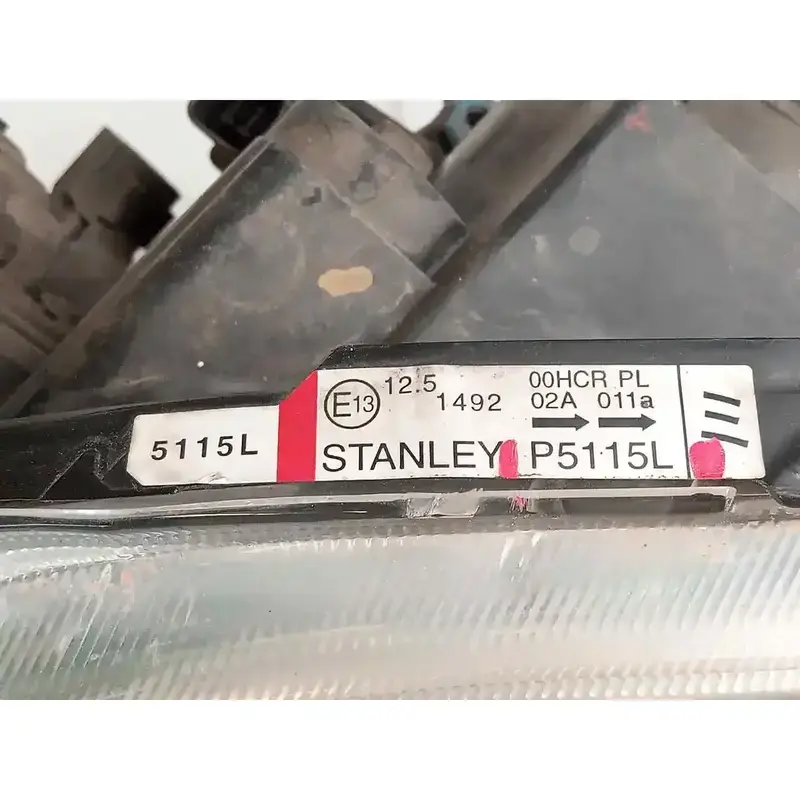 5115L
E13 12.5 1492 00HCR PL
02A 011a
STANLEY P5115L